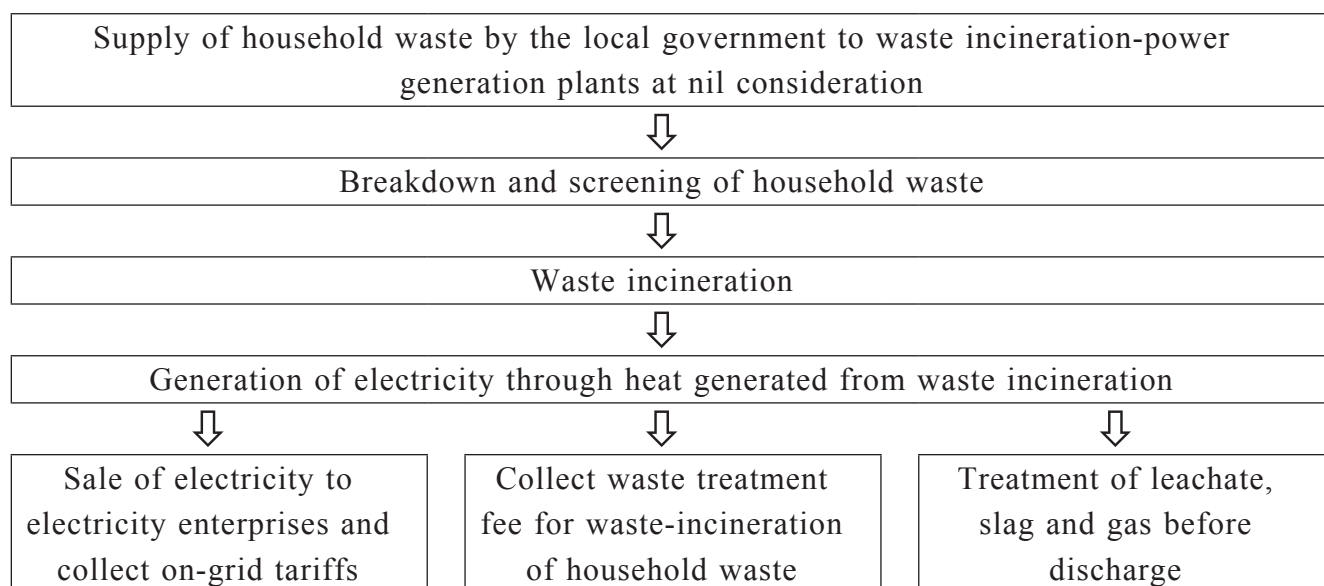 Supply of household waste by the local government to waste incineration-power
generation plants at nil consideration
Breakdown and screening of household waste
Waste incineration
Generation of electricity through heat generated from waste incineration
Sale of electricity to
electricity enterprises and
collect on-grid tariffs
Collect waste treatment
fee for waste-incineration
of household waste
Treatment of leachate,
slag and gas before
discharge